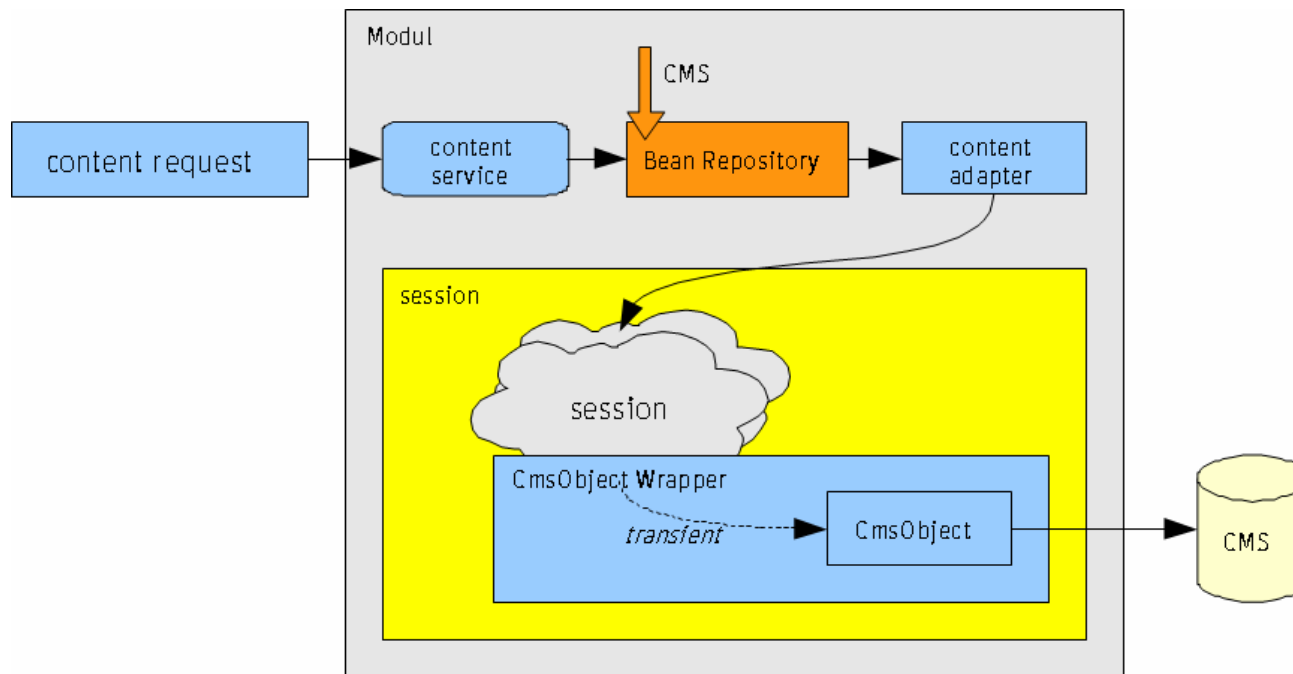 Modul
CMS
content request
content
service
Bean Repository
content
adapter
session
session
CmsObject Wrapper
transient
CmsObject
CMS